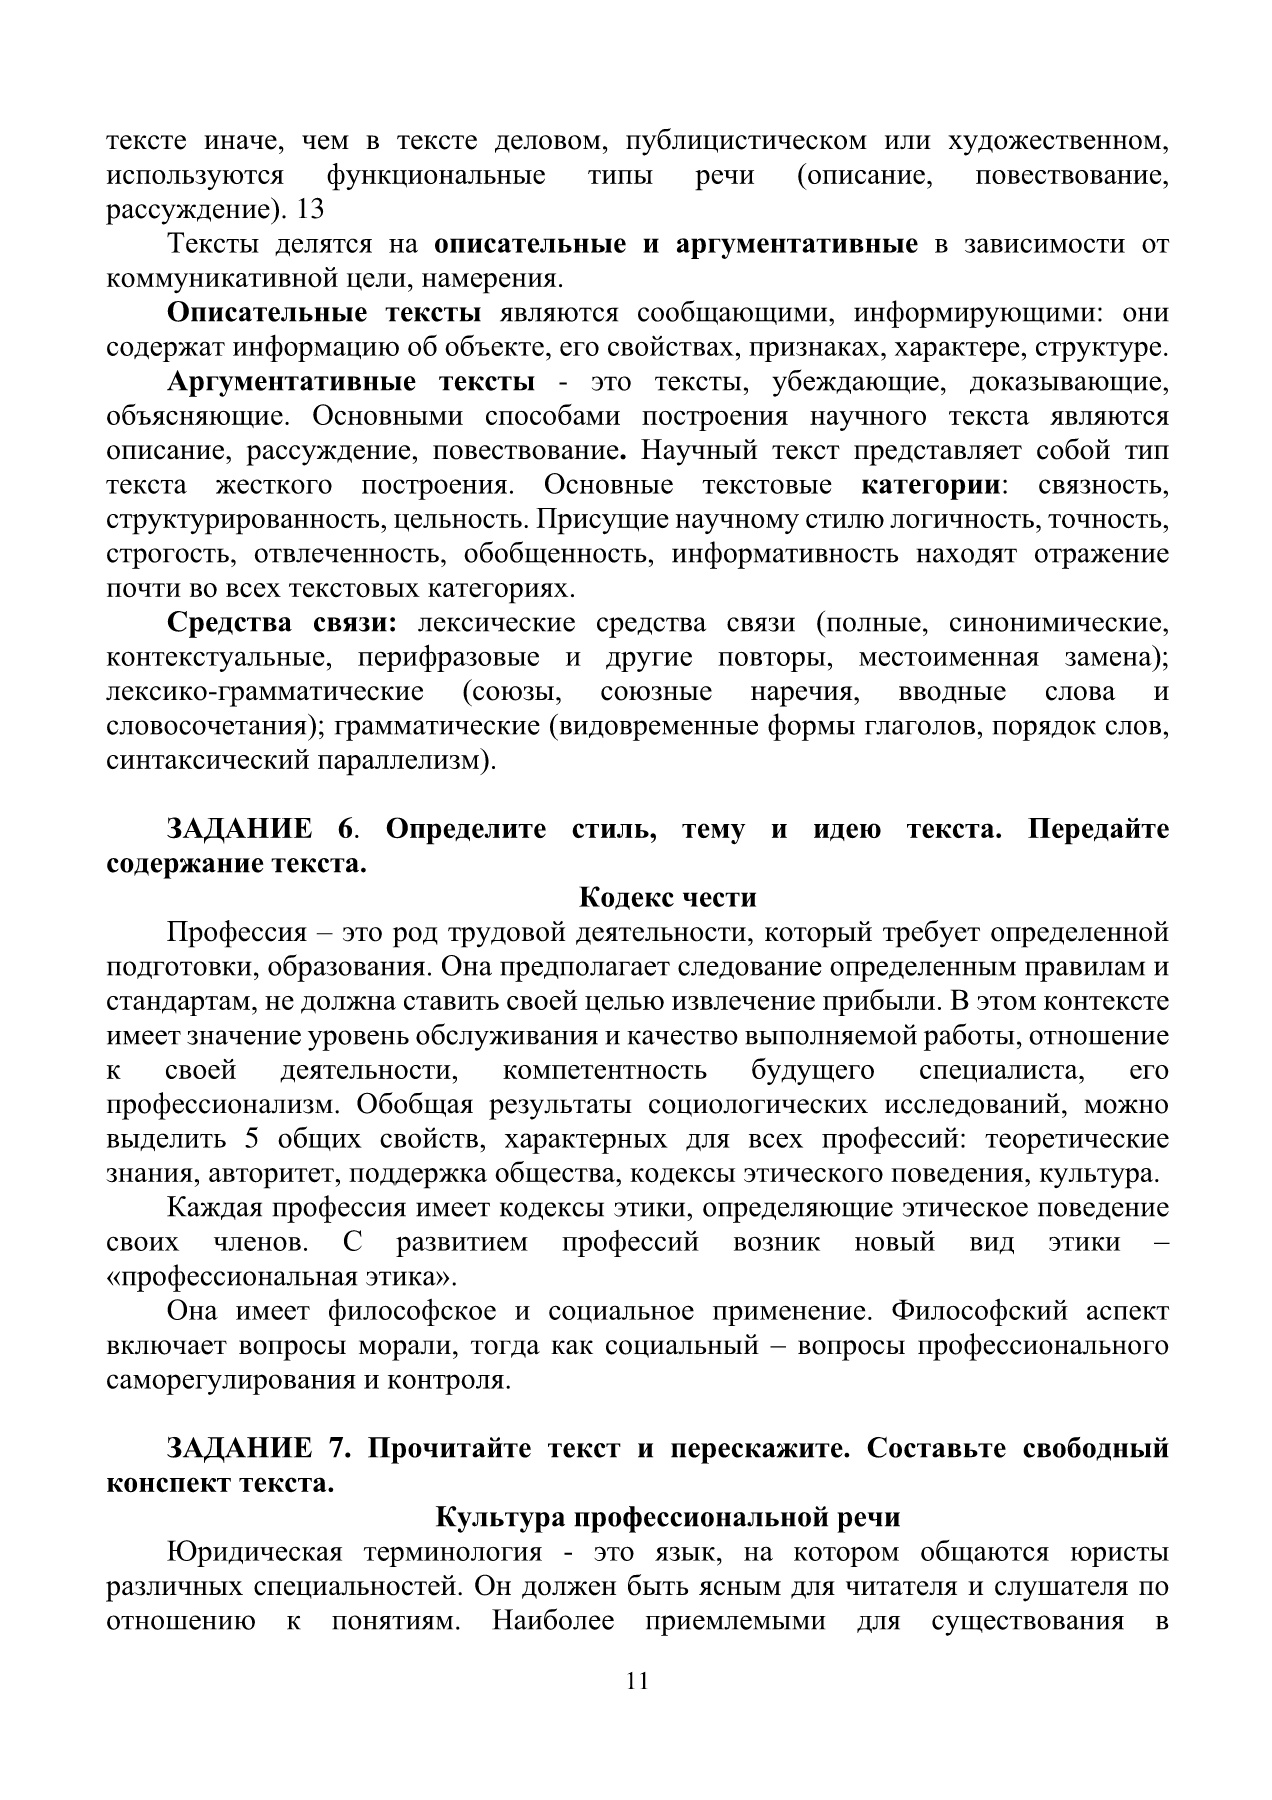 тексте иначе, чем в тексте деловом, публицистическом или художественном,
используются функциональные типы речи (описание, повествование,
рассуждение). 13
Тексты делятся на описательные и аргументативные в зависимости от
коммуникативной цели, намерения.
Описательные тексты являются сообщающими, информирующими: они
содержат информацию об объекте, его свойствах, признаках, характере, структуре.
Аргументативные тексты - это тексты, убеждающие, доказывающие,
объясняющие. Основными способами построения научного текста являются
описание, рассуждение, повествование. Научный текст представляет собой тип
текста жесткого построения. Основные текстовые категории: связность,
структурированность, цельность. Присущие научному стилю логичность, точность,
строгость, отвлеченность, обобщенность, информативность находят отражение
почти во всех текстовых категориях.
Средства связи: лексические средства связи (полные, синонимические,
контекстуальные, перифразовые и другие повторы, местоименная замена);
лексико-грамматические (союзы, союзные наречия, вводные слова и
словосочетания); грамматические (видовременные формы глаголов, порядок слов,
синтаксический параллелизм).
ЗАДАНИЕ 6. Определите стиль, тему и идею текста. Передайте
содержание текста.
Кодекс чести
Профессия – это род трудовой деятельности, который требует определенной
подготовки, образования. Она предполагает следование определенным правилам и
стандартам, не должна ставить своей целью извлечение прибыли. В этом контексте
имеет значение уровень обслуживания и качество выполняемой работы, отношение
к своей деятельности, компетентность будущего специалиста, его
профессионализм. Обобщая результаты социологических исследований, можно
выделить 5 общих свойств, характерных для всех профессий: теоретические
знания, авторитет, поддержка общества, кодексы этического поведения, культура.
Каждая профессия имеет кодексы этики, определяющие этическое поведение
своих членов. С развитием профессий возник новый вид этики –
«профессиональная этика».
Она имеет философское и социальное применение. Философский аспект
включает вопросы морали, тогда как социальный – вопросы профессионального
саморегулирования и контроля.
ЗАДАНИЕ 7. Прочитайте текст и перескажите. Составьте свободный
конспект текста.
Культура профессиональной речи
Юридическая терминология - это язык, на котором общаются юристы
различных специальностей. Он должен быть ясным для читателя и слушателя по
отношению к понятиям. Наиболее приемлемыми для существования в
11